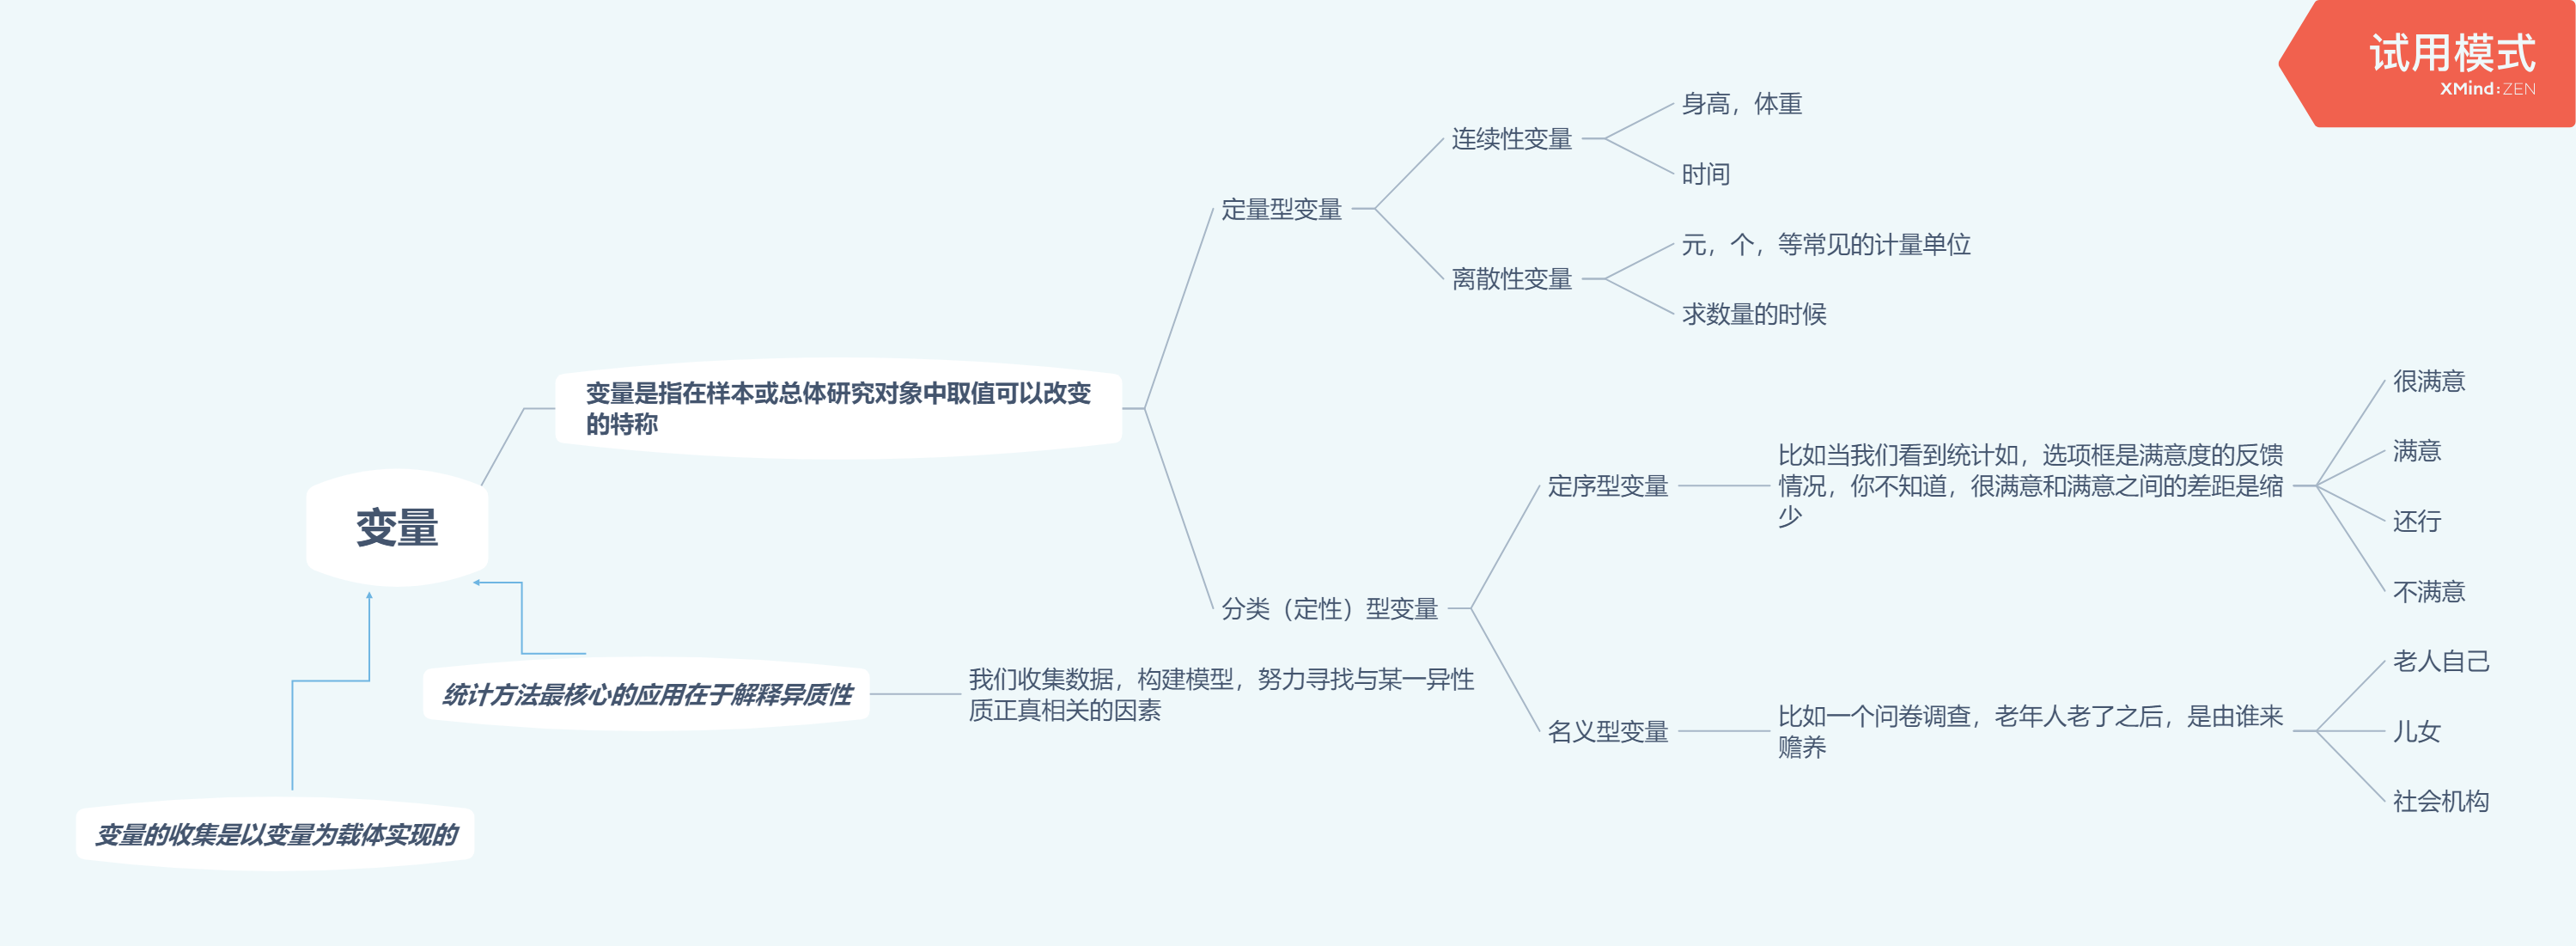 试用模式
XMind:ZEN
变量
变量是指在样本或总体研究对象中取值可以改变
的特称
定量型变量
连续性变量
身高，体重
时间
离散性变量
元，个，等常见的计量单位
求数量的时候
分类（定性）型变量
定序型变量
比如当我们看到统计如，选项框是满意度的反馈
情况，你不知道，很满意和满意之间的差距是缩
少
很满意
满意
还行
不满意
名义型变量
比如一个问卷调查，老年人老了之后，是由谁来
赡养
老人自己
儿女
社会机构
统计方法最核心的应用在于解释异质性
我们收集数据，构建模型，努力寻找与某一异性
质正真相关的因素
变量的收集是以变量为载体实现的